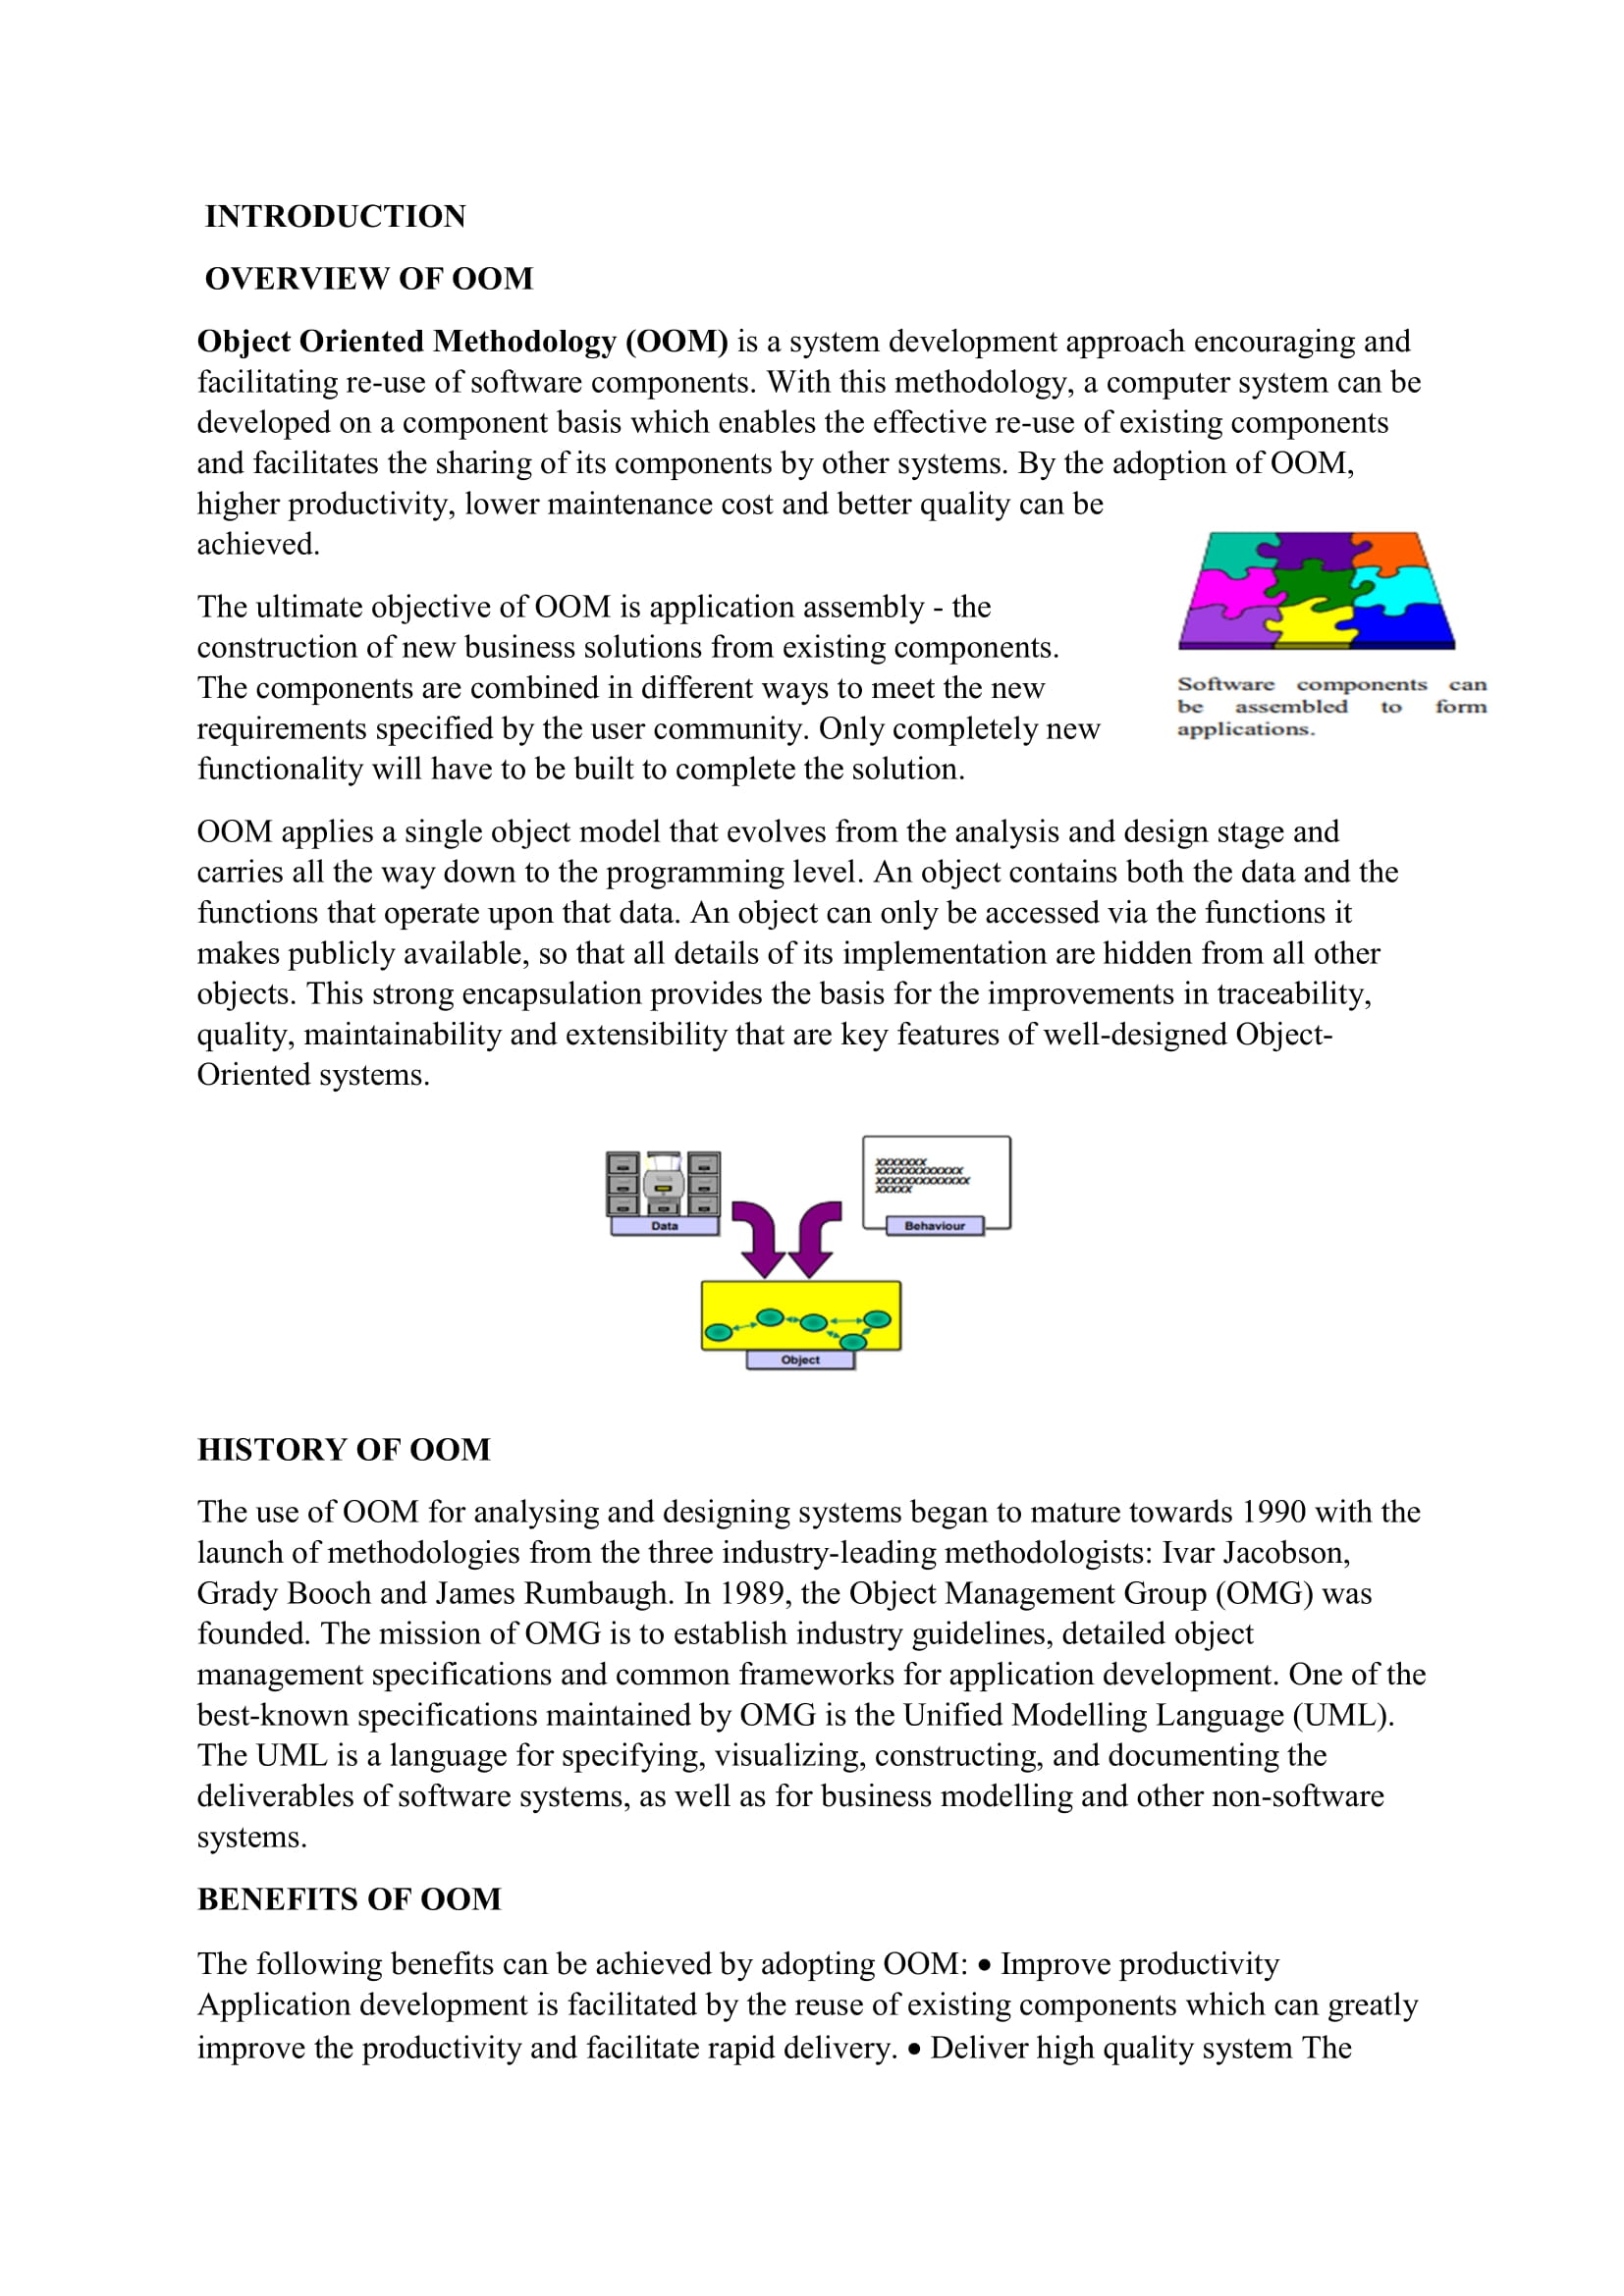 INTRODUCTION
OVERVIEW OF OOM
Object Oriented Methodology (OOM) is a system development approach encouraging and
facilitating re-use of software components. With this methodology, a computer system can be
developed on a component basis which enables the effective re-use of existing components
and facilitates the sharing of its components by other systems. By the adoption of OOM,
higher productivity, lower maintenance cost and better quality can be
achieved.
The ultimate objective of OOM is application assembly - the
construction of new business solutions from existing components.
The components are combined in different ways to meet the new
requirements specified by the user community. Only completely new
functionality will have to be built to complete the solution.
Software components can
be assembled to form
applications.
OOM applies a single object model that evolves from the analysis and design stage and
carries all the way down to the programming level. An object contains both the data and the
functions that operate upon that data. An object can only be accessed via the functions it
makes publicly available, so that all details of its implementation are hidden from all other
objects. This strong encapsulation provides the basis for the improvements in traceability,
quality, maintainability and extensibility that are key features of well-designed Object-
Oriented systems.
xxxxxxx
xxxxxxxxxxxx
xxxxxxxxxxxxx
xxxxx
Data
Behaviour
Object
HISTORY OF OOM
The use of OOM for analysing and designing systems began to mature towards 1990 with the
launch of methodologies from the three industry-leading methodologists: Ivar Jacobson,
Grady Booch and James Rumbaugh. In 1989, the Object Management Group (OMG) was
founded. The mission of OMG is to establish industry guidelines, detailed object
management specifications and common frameworks for application development. One of the
best-known specifications maintained by OMG is the Unified Modelling Language (UML).
The UML is a language for specifying, visualizing, constructing, and documenting the
deliverables of software systems, as well as for business modelling and other non-software
systems.
BENEFITS OF OOM
The following benefits can be achieved by adopting OOM: • Improve productivity
Application development is facilitated by the reuse of existing components which can greatly
improve the productivity and facilitate rapid delivery. • Deliver high quality system The